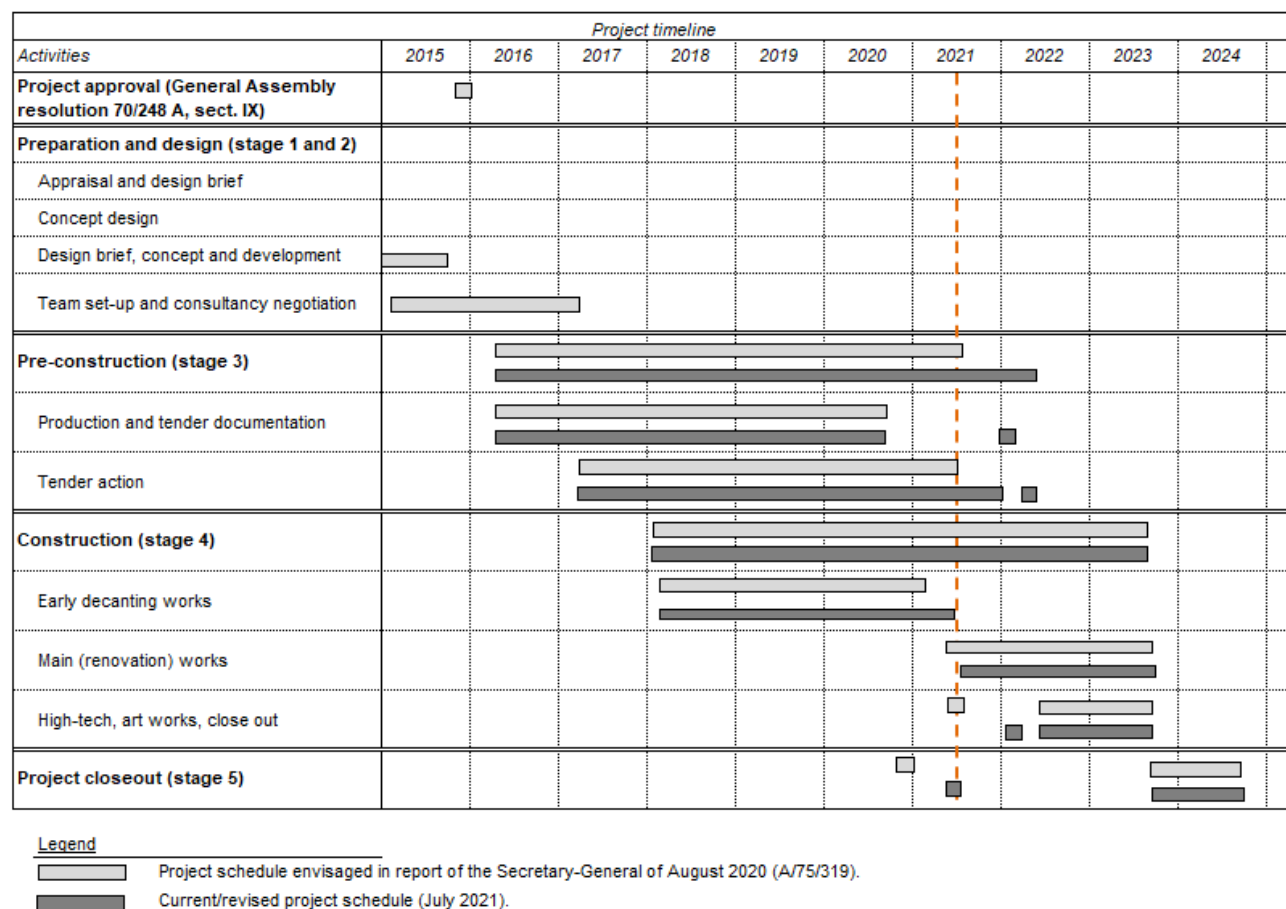 Project timeline
Activities 2015 2016 2017 2018 2019 2020 2021 2022 2023 2024
Project approval (General Assembly
resolution 70/248 A, sect. IX)
Preparation and design (stage 1 and 2)
Appraisal and design brief
Concept design
Design brief, concept and development
Team set-up and consultancy negotiation
Pre-construction (stage 3)
Production and tender documentation
Tender action
Construction (stage 4)
Early decanting works
Main (renovation) works
High-tech, art works, close out
Project closeout (stage 5)
Legend
Project schedule envisaged in report of the Secretary-General of August 2020 (A/75/319).
Current/revised project schedule (July 2021).